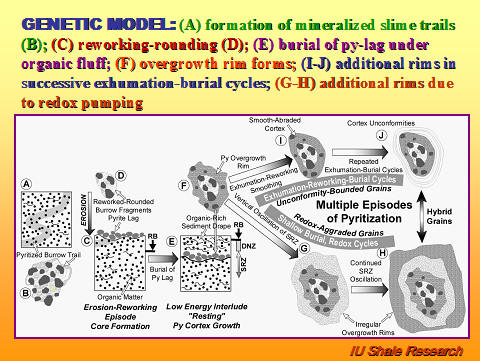 GENETIC MODEL: (A) formation of mineralized slime trails
(B); (C) reworking-rounding (D); (E) burial of py-lag under
organic fluff; (F) overgrowth rim forms; (I-J) additional rims in
successive exhumation-burial cycles; (G-H) additional rims due
to redox pumping
A
Pyritized Burrow Trail
B
EROSION
D
Reworked-Rounded
Burrow Fragments
Pyrite Lag
C
RB
Organic Matter
Erosion-Reworking
Episode
Core Formation
Burial of
Py Lag
F
Py Overgrowth
Rim
Organic-Rich
Sediment Drape
RB
E
DNZ
SRZ
Low Energy Interlude
"Resting"
Py Cortex Growth
Smooth-Abraded
Cortex
I
Exhumation-Reworking
Smoothing
Cortex Unconformities
J
Repeated
Exhumation-Burial Cycles
Exhumation-Reworking-Burial Cycles
Unconformity-Bounded Grains
Multiple Episodes
of Pyritization
Hybrid
Grains
Redox-Aggraded Grains
Shallow Burial, Redox Cycles
Vertical Oscillation of SRZ
G
Continued
SRZ
Oscillation
H
Irregular
Overgrowth Rims
IU Shale Research